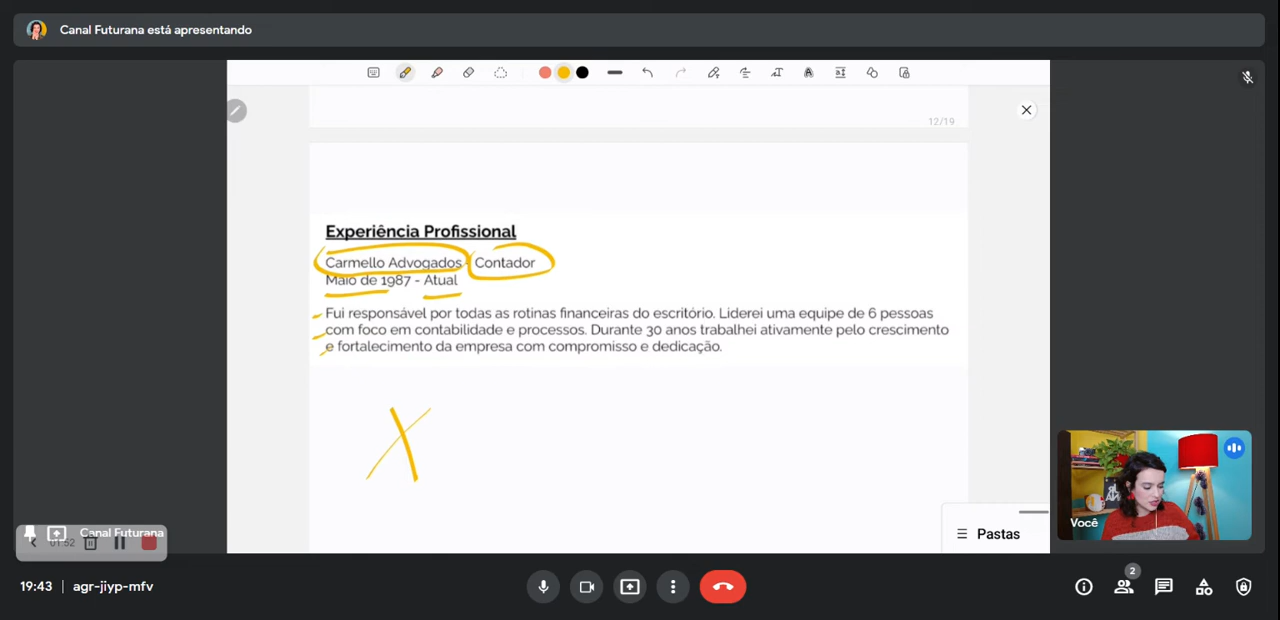 Canal Futurana está apresentando
12/19
Experiência Profissional
Carmello Advogados - Contador
Maio de 1987 - Atual
Fui responsável por todas as rotinas financeiras do escritório. Liderei uma equipe de 6 pessoas
com foco em contabilidade e processos. Durante 30 anos trabalhei ativamente pelo crescimento
e fortalecimento da empresa com compromisso e dedicação.
X
Pastas
Você
Canal Futurana
01:52
19:43 | agr-jiyp-mfv
2